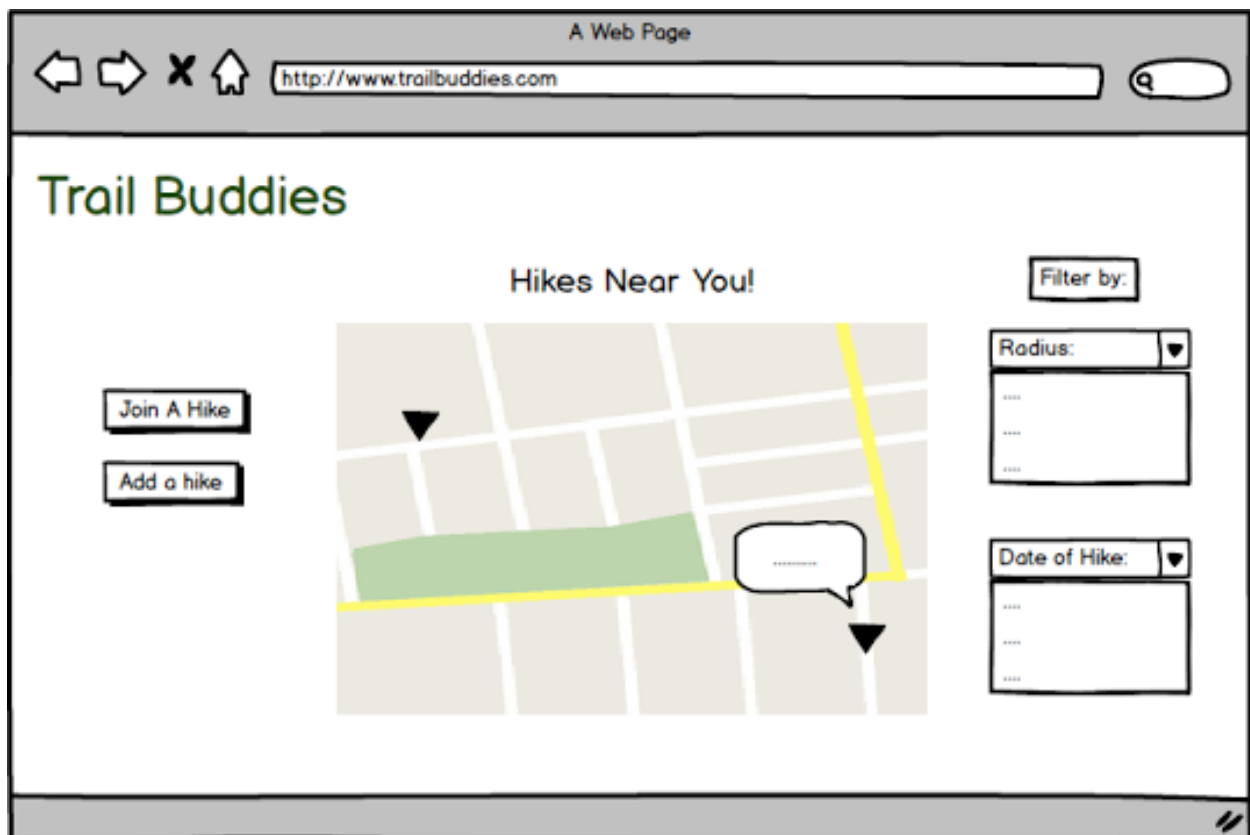 A Web Page
http://www.trailbuddies.com
Trail Buddies
Hikes Near You!
Filter by:
Radius:
....
....
....
Join A Hike
Add a hike
..........
Date of Hike:
....
....
....